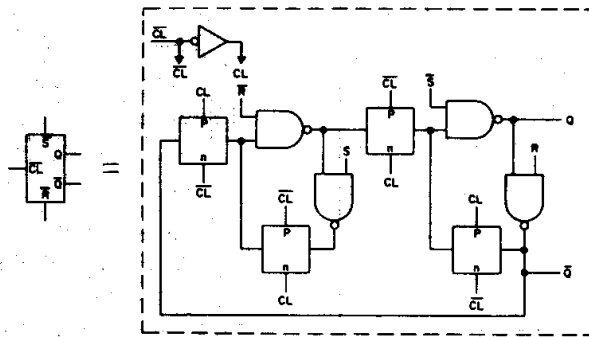 C̅L̅
C̅L̅ CL
CL R̅ C̅L̅ S̅
P P
Q
n n
S R
C̅L̅ CL
C̅L̅ CL
P P
n n
Q̅
CL C̅L̅
S̅
Q
C̅L̅
Q̅
R̅
=